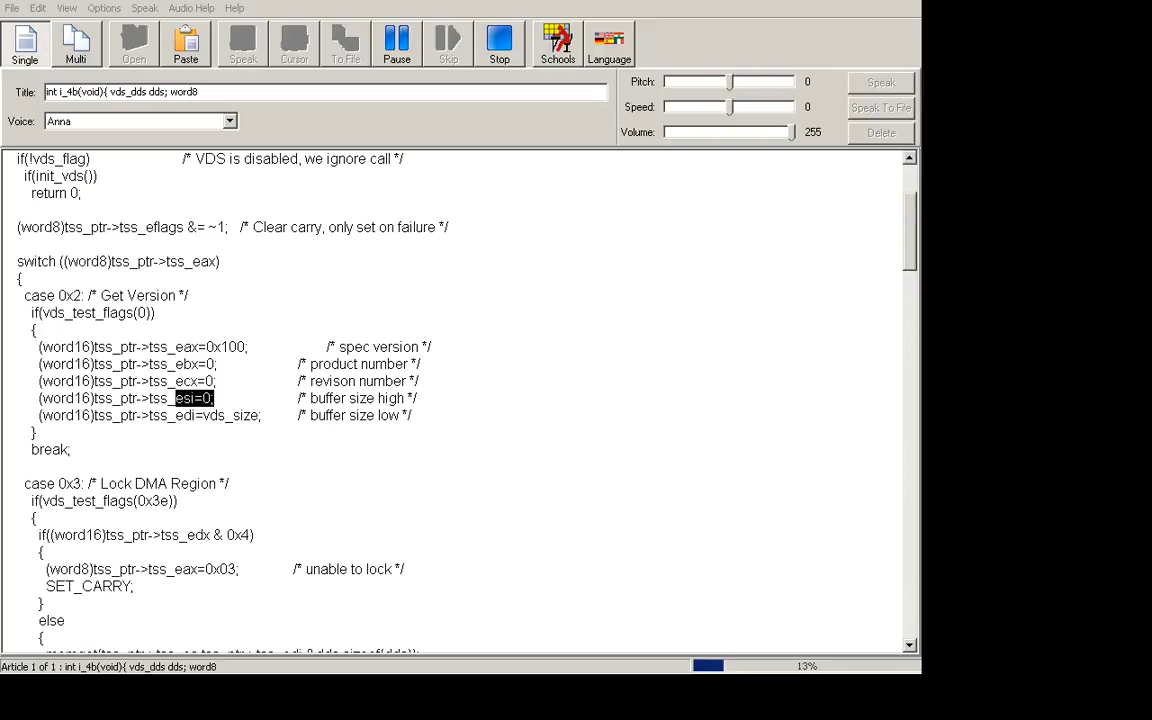 File Edit View Options Speak Audio Help Help
Single Multi Open Paste Speak Cursor To File Pause Skip Stop Schools Language
Title: int i_4b(void){ vds_dds dds; word8
Voice: Anna
Pitch: 0 Speak
Speed: 0 Speak To File
Volume: 255 Delete
if(!vds_flag) /* VDS is disabled, we ignore call */
if(init_vds())
return 0;
(word8)tss_ptr->tss_eflags &= ~1; /* Clear carry, only set on failure */
switch ((word8)tss_ptr->tss_eax)
{
case 0x2: /* Get Version */
if(vds_test_flags(0))
{
(word16)tss_ptr->tss_eax=0x100; /* spec version */
(word16)tss_ptr->tss_ebx=0; /* product number */
(word16)tss_ptr->tss_ecx=0; /* revison number */
(word16)tss_ptr->tss_esi=0; /* buffer size high */
(word16)tss_ptr->tss_edi=vds_size; /* buffer size low */
}
break;
case 0x3: /* Lock DMA Region */
if(vds_test_flags(0x3e))
{
if((word16)tss_ptr->tss_edx & 0x4)
{
(word8)tss_ptr->tss_eax=0x03; /* unable to lock */
SET_CARRY;
}
else
{
Article 1 of 1 : int i_4b(void){ vds_dds dds; word8 13%